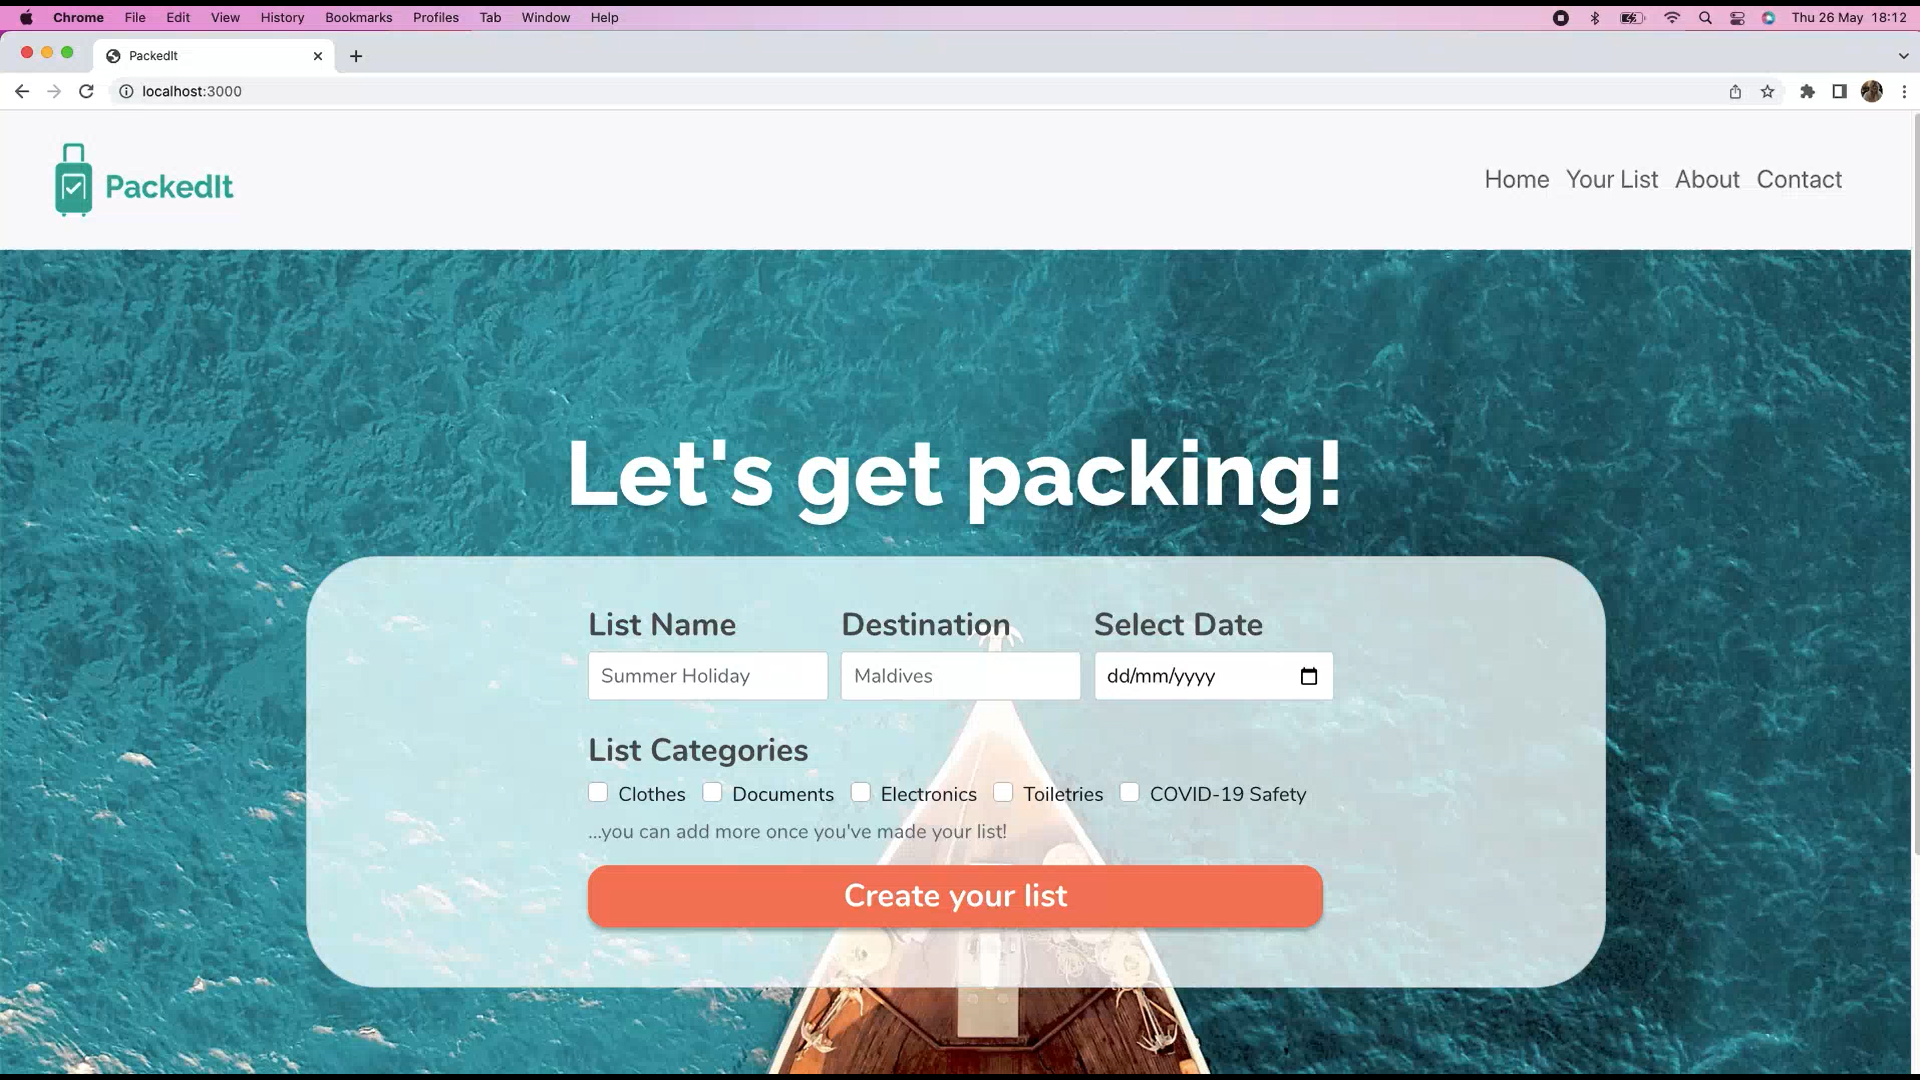 Chrome File Edit View History Bookmarks Profiles Tab Window Help Thu 26 May 18:12
PackedIt
localhost:3000
PackedIt
Home Your List About Contact
Let's get packing!
List Name Destination Select Date
Summer Holiday Maldives dd/mm/yyyy
List Categories
Clothes Documents Electronics Toiletries COVID-19 Safety
...you can add more once you've made your list!
Create your list